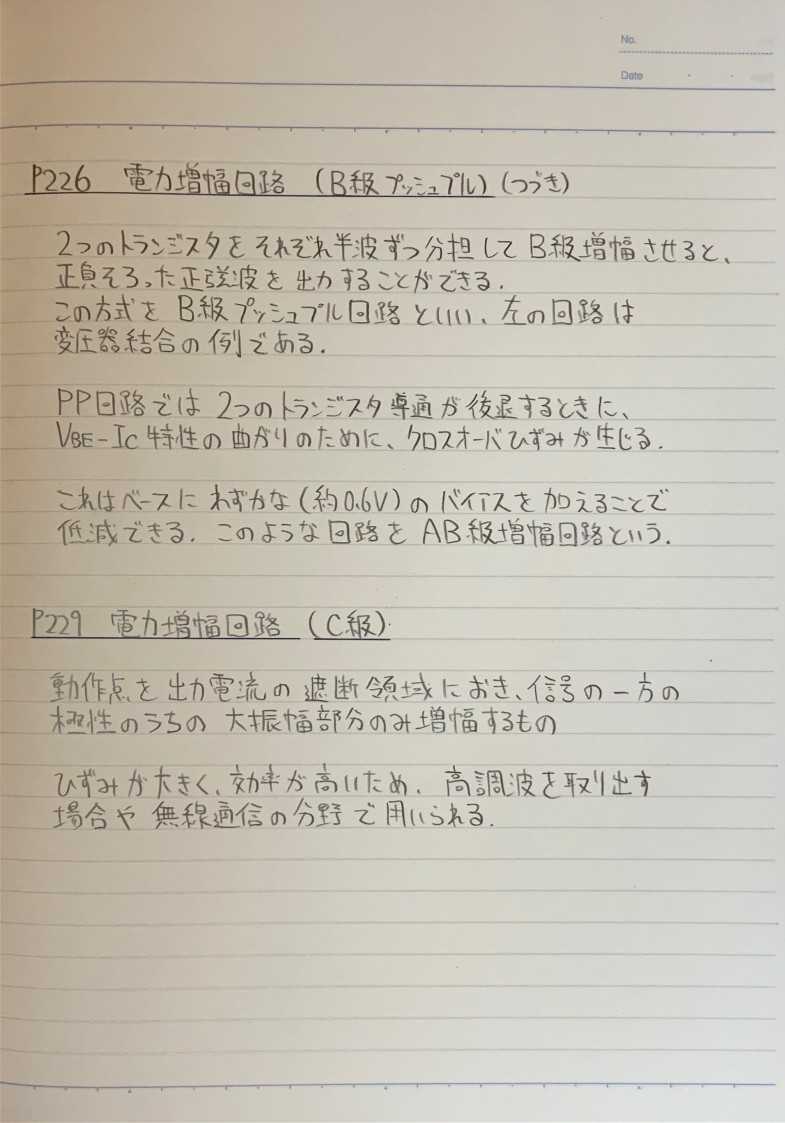 No.
Date
P226 電力増幅回路 (B級プッシュプル) (つづき)
2つのトランジスタをそれぞれ半波ずつ分担してB級増幅させると、
正負そろった正弦波を出力することができる.
この方式をB級プッシュプル回路といい、左の回路は
変圧器結合の例である.
PP回路では2つのトランジスタ導通が後退するときに、
VBE-IC特性の曲がりのために、クロスオーバひずみが生じる.
これはベースにわずかな(約0.6V)のバイアスを加えることで
低減できる. このような回路をAB級増幅回路という.
P229 電力増幅回路 (C級)
動作点を出力電流の遮断領域におき、信号の一方の
極性のうちの大振幅部分のみ増幅するもの
ひずみが大きく、効率が高いため、高調波を取り出す
場合や無線通信の分野で用いられる.